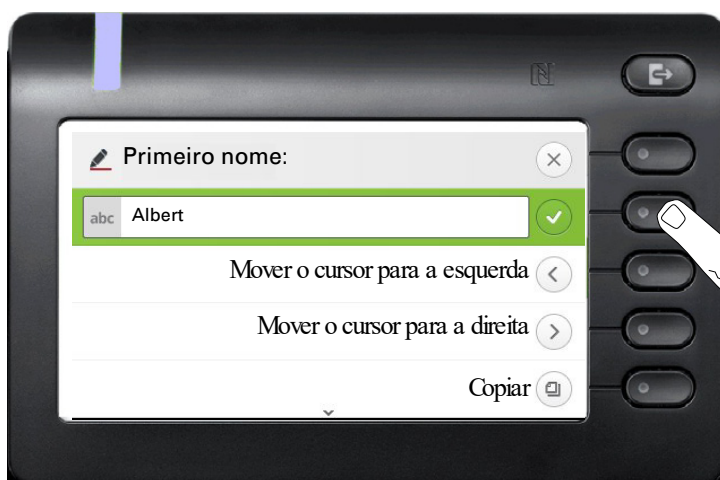 Primeiro nome:
abc Albert
Mover o cursor para a esquerda
Mover o cursor para a direita
Copiar